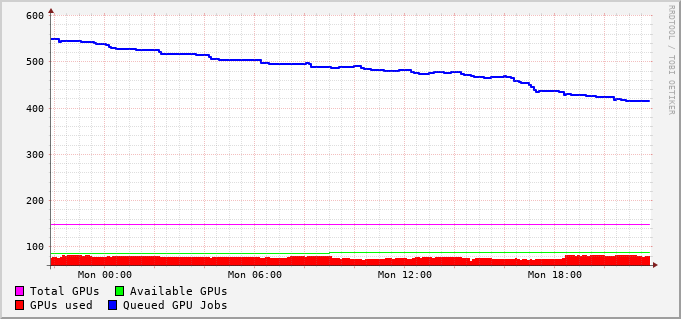 600
500
400
300
200
100
Mon 00:00 Mon 06:00 Mon 12:00 Mon 18:00
Total GPUs Available GPUs
GPUs used Queued GPU Jobs
RRDTOOL / TOBI OETIKER